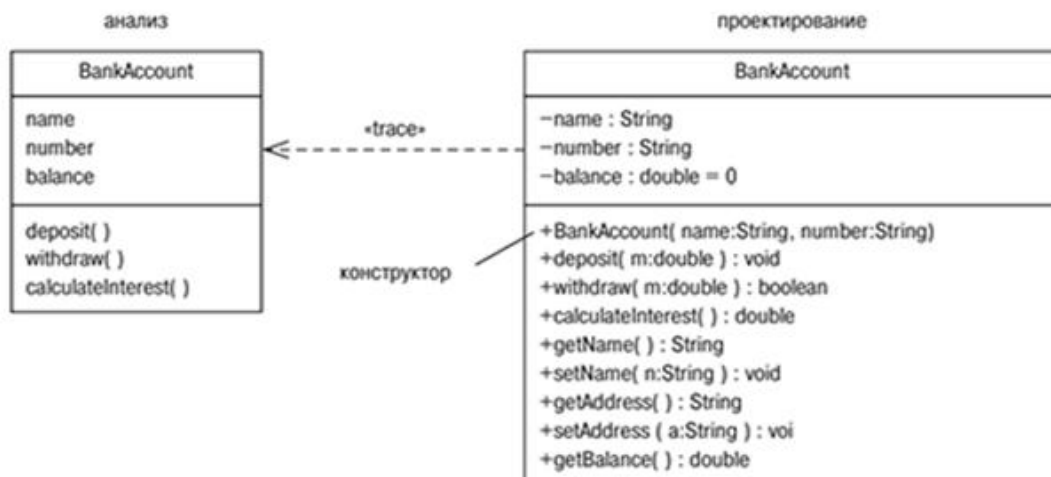 анализ
BankAccount
name
number
balance
deposit( )
withdraw( )
calculateInterest( )
«trace»
конструктор
проектирование
BankAccount
−name : String
−number : String
−balance : double = 0
+BankAccount( name:String, number:String)
+deposit( m:double ) : void
+withdraw( m:double ) : boolean
+calculateInterest( ) : double
+getName( ) : String
+setName( n:String ) : void
+getAddress( ) : String
+setAddress ( a:String ) : voi
+getBalance( ) : double